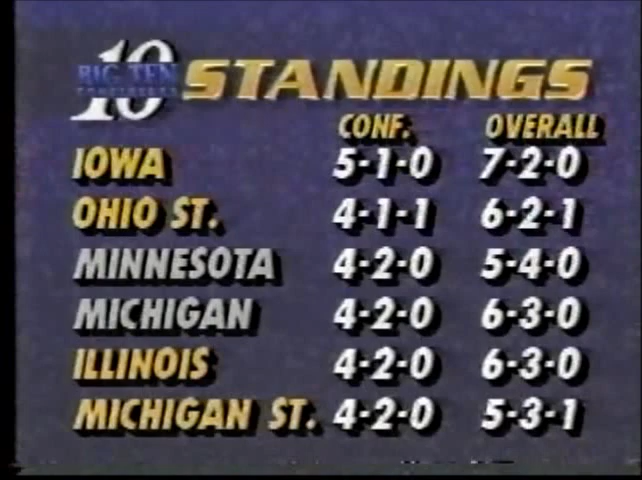 10 BIG TEN CONFERENCE STANDINGS
CONF. OVERALL
IOWA 5-1-0 7-2-0
OHIO ST. 4-1-1 6-2-1
MINNESOTA 4-2-0 5-4-0
MICHIGAN 4-2-0 6-3-0
ILLINOIS 4-2-0 6-3-0
MICHIGAN ST. 4-2-0 5-3-1